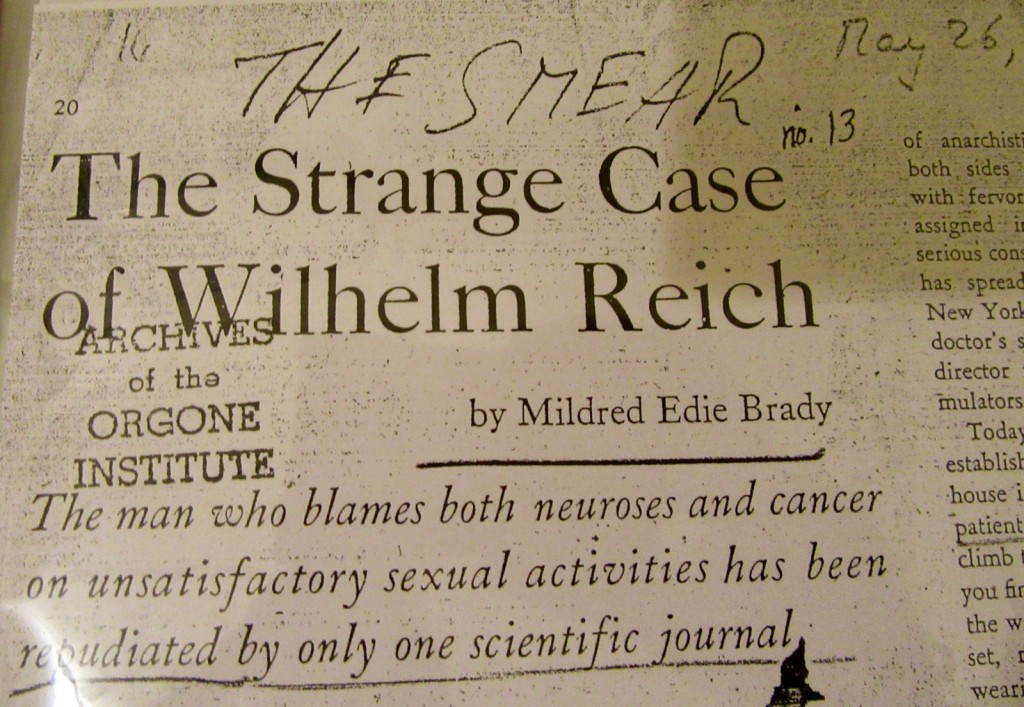 16
THE SMEAR
May 26,
20
no. 13
The Strange Case
of Wilhelm Reich
ARCHIVES
of the
ORGONE
INSTITUTE
by Mildred Edie Brady
The man who blames both neuroses and cancer
on unsatisfactory sexual activities has been
repudiated by only one scientific journal
of anarchisti
both sides
with fervor
assigned i
serious cons
has spread
New York
doctor's s
director
mulators
Today
establish
house i
patient
climb
you fin
the w
set,
weari